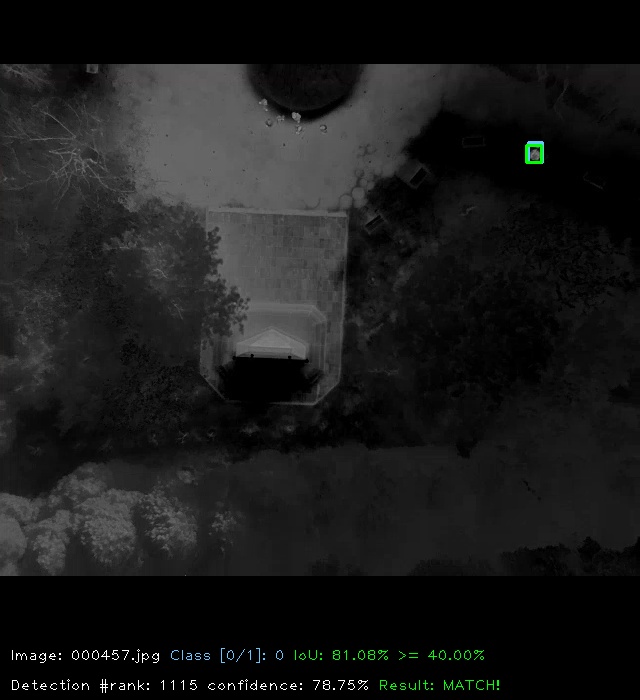 Image: 000457.jpg Class [0/1]: 0 IoU: 81.08% >= 40.00%
Detection #rank: 1115 confidence: 78.75% Result: MATCH!